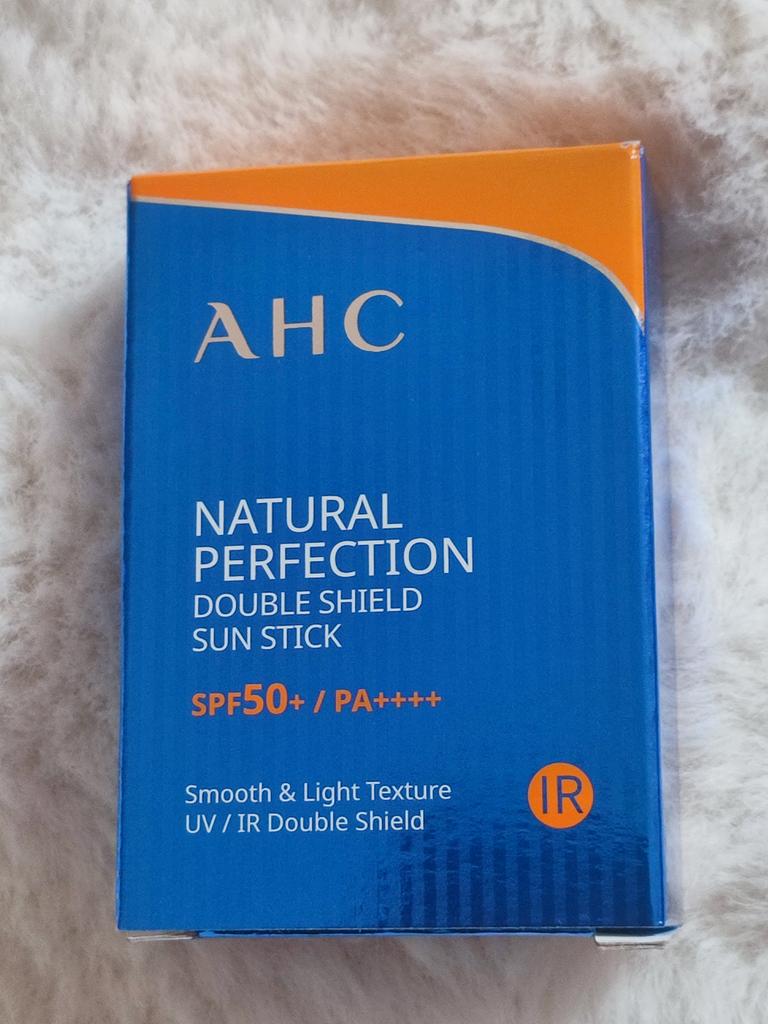 AHC
NATURAL
PERFECTION
DOUBLE SHIELD
SUN STICK
SPF50+ / PA++++
Smooth & Light Texture
UV / IR Double Shield
IR